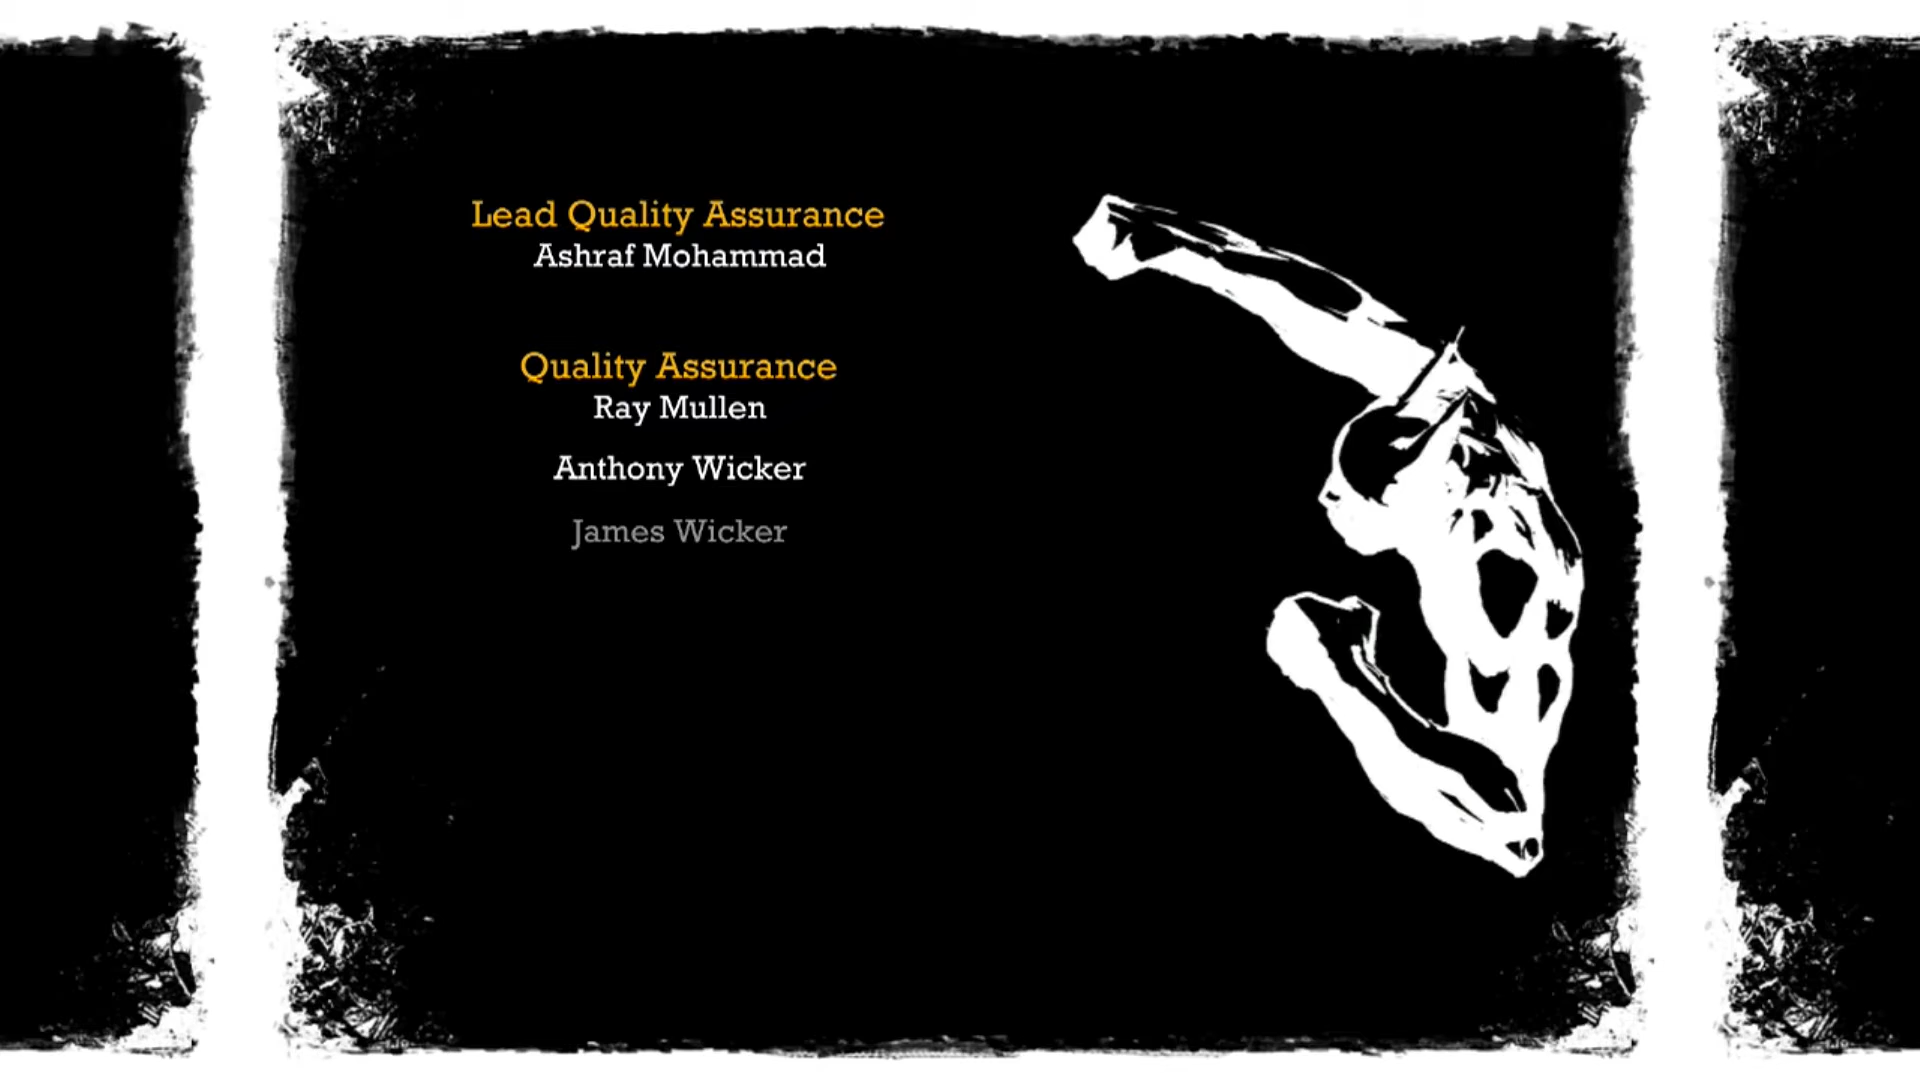 Lead Quality Assurance
Ashraf Mohammad
Quality Assurance
Ray Mullen
Anthony Wicker
James Wicker